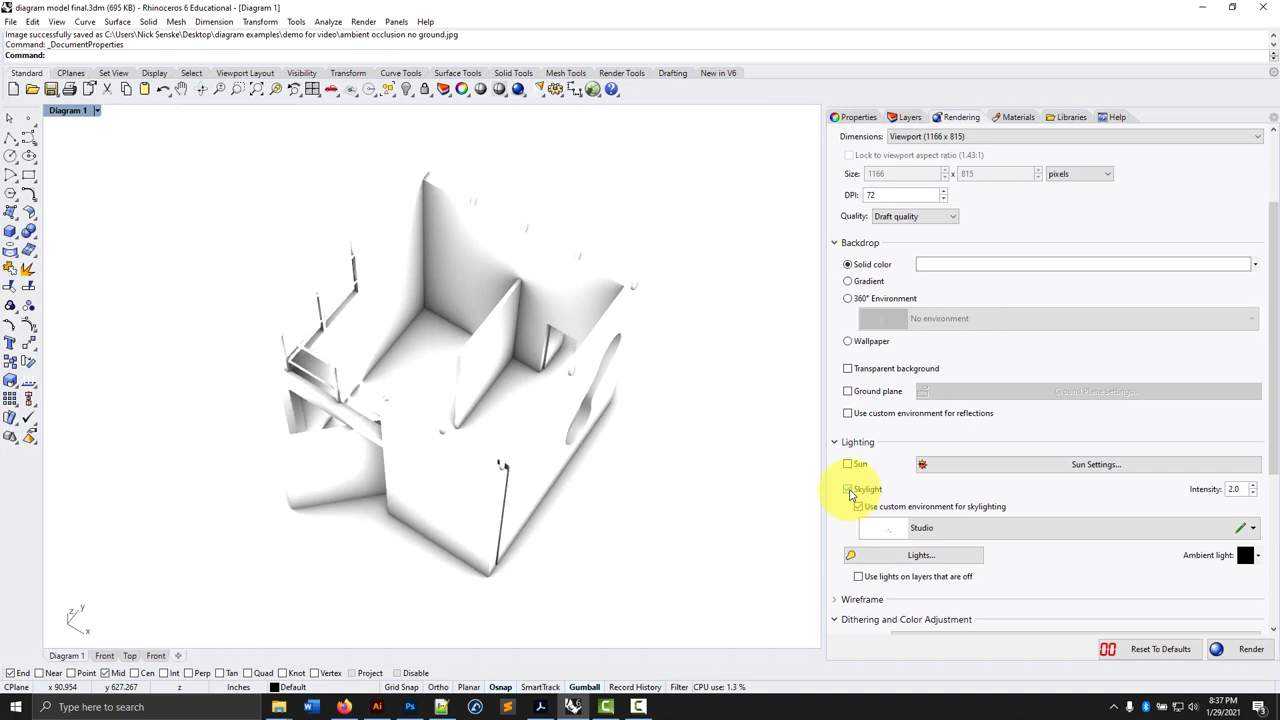 diagram model final.3dm (695 KB) - Rhinoceros 6 Educational - [Diagram 1]
File Edit View Curve Surface Solid Mesh Dimension Transform Tools Analyze Render Panels Help
Image successfully saved as C:\Users\Nick Senske\Desktop\diagram examples\demo for video\ambient occlusion no ground.jpg.
Command: _DocumentProperties
Command:
Standard CPlanes Set View Display Select Viewport Layout Visibility Transform Curve Tools Surface Tools Solid Tools Mesh Tools Render Tools Drafting New in V6
Diagram 1
Properties Layers Rendering Materials Libraries Help
Dimensions: Viewport (1166 x 815)
Lock to viewport aspect ratio (1.43:1)
Size: 1166 x 815 pixels
DPI: 72
Quality: Draft quality
Backdrop
Solid color
Gradient
360° Environment
No environment
Wallpaper
Transparent background
Ground plane Ground Plane Settings...
Use custom environment for reflections
Lighting
Sun Sun Settings...
Skylight Intensity: 2.0
Use custom environment for skylighting
Studio
Lights... Ambient light:
Use lights on layers that are off
Wireframe
Dithering and Color Adjustment
Reset To Defaults Render
z y x
Diagram 1 Front Top Front
End Near Point Mid Cen Int Perp Tan Quad Knot Vertex Project Disable
CPlane x 90.954 y 627.267 z Inches Default Grid Snap Ortho Planar Osnap SmartTrack Gumball Record History Filter CPU use: 1.3 %
Type here to search
8:37 PM
1/29/2021